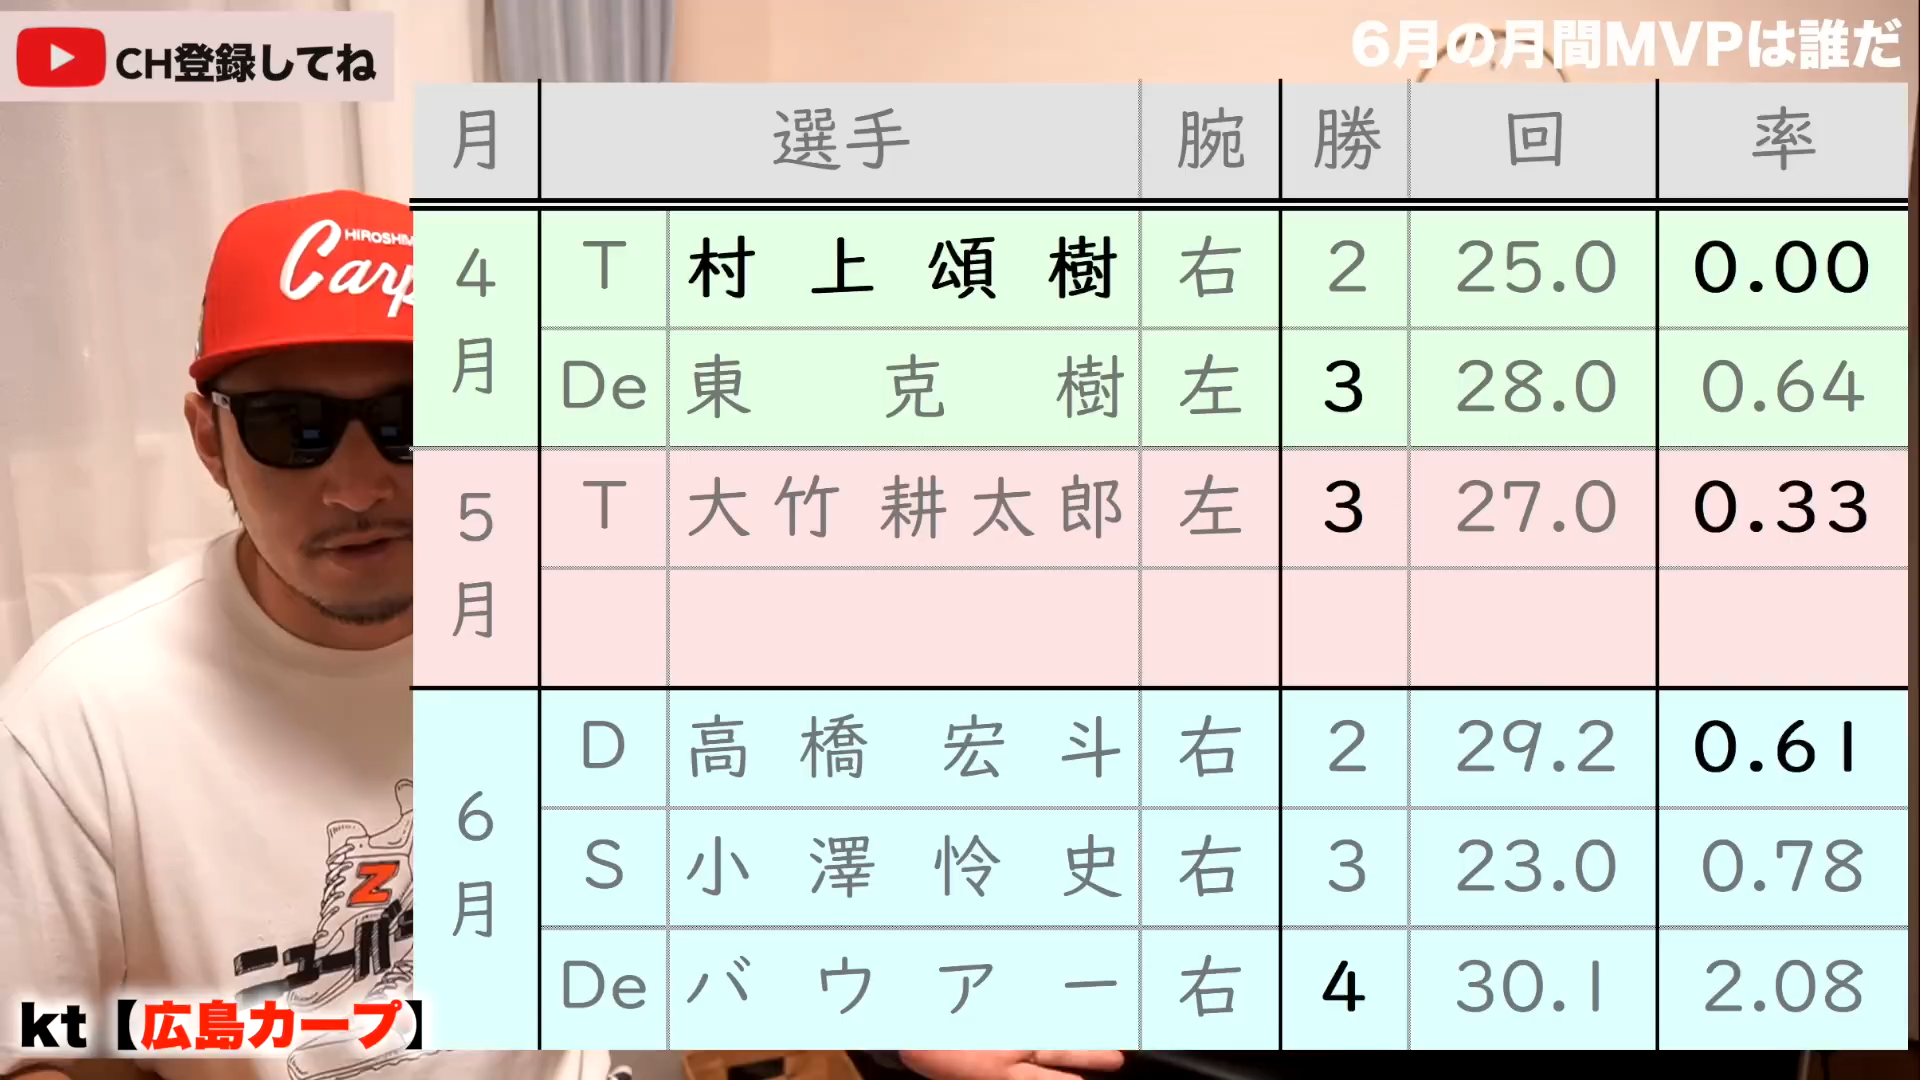 CH登録してね
6月の月間MVPは誰だ
月 選手 腕 勝 回 率
4月
T 村上頌樹 右 2 25.0 0.00
De 東克樹 左 3 28.0 0.64
5月
T 大竹耕太郎 左 3 27.0 0.33
6月
D 高橋宏斗 右 2 29.2 0.61
S 小澤怜史 右 3 23.0 0.78
De バウアー 右 4 30.1 2.08
HIROSHIM
Carp
Z
kt【広島カープ】